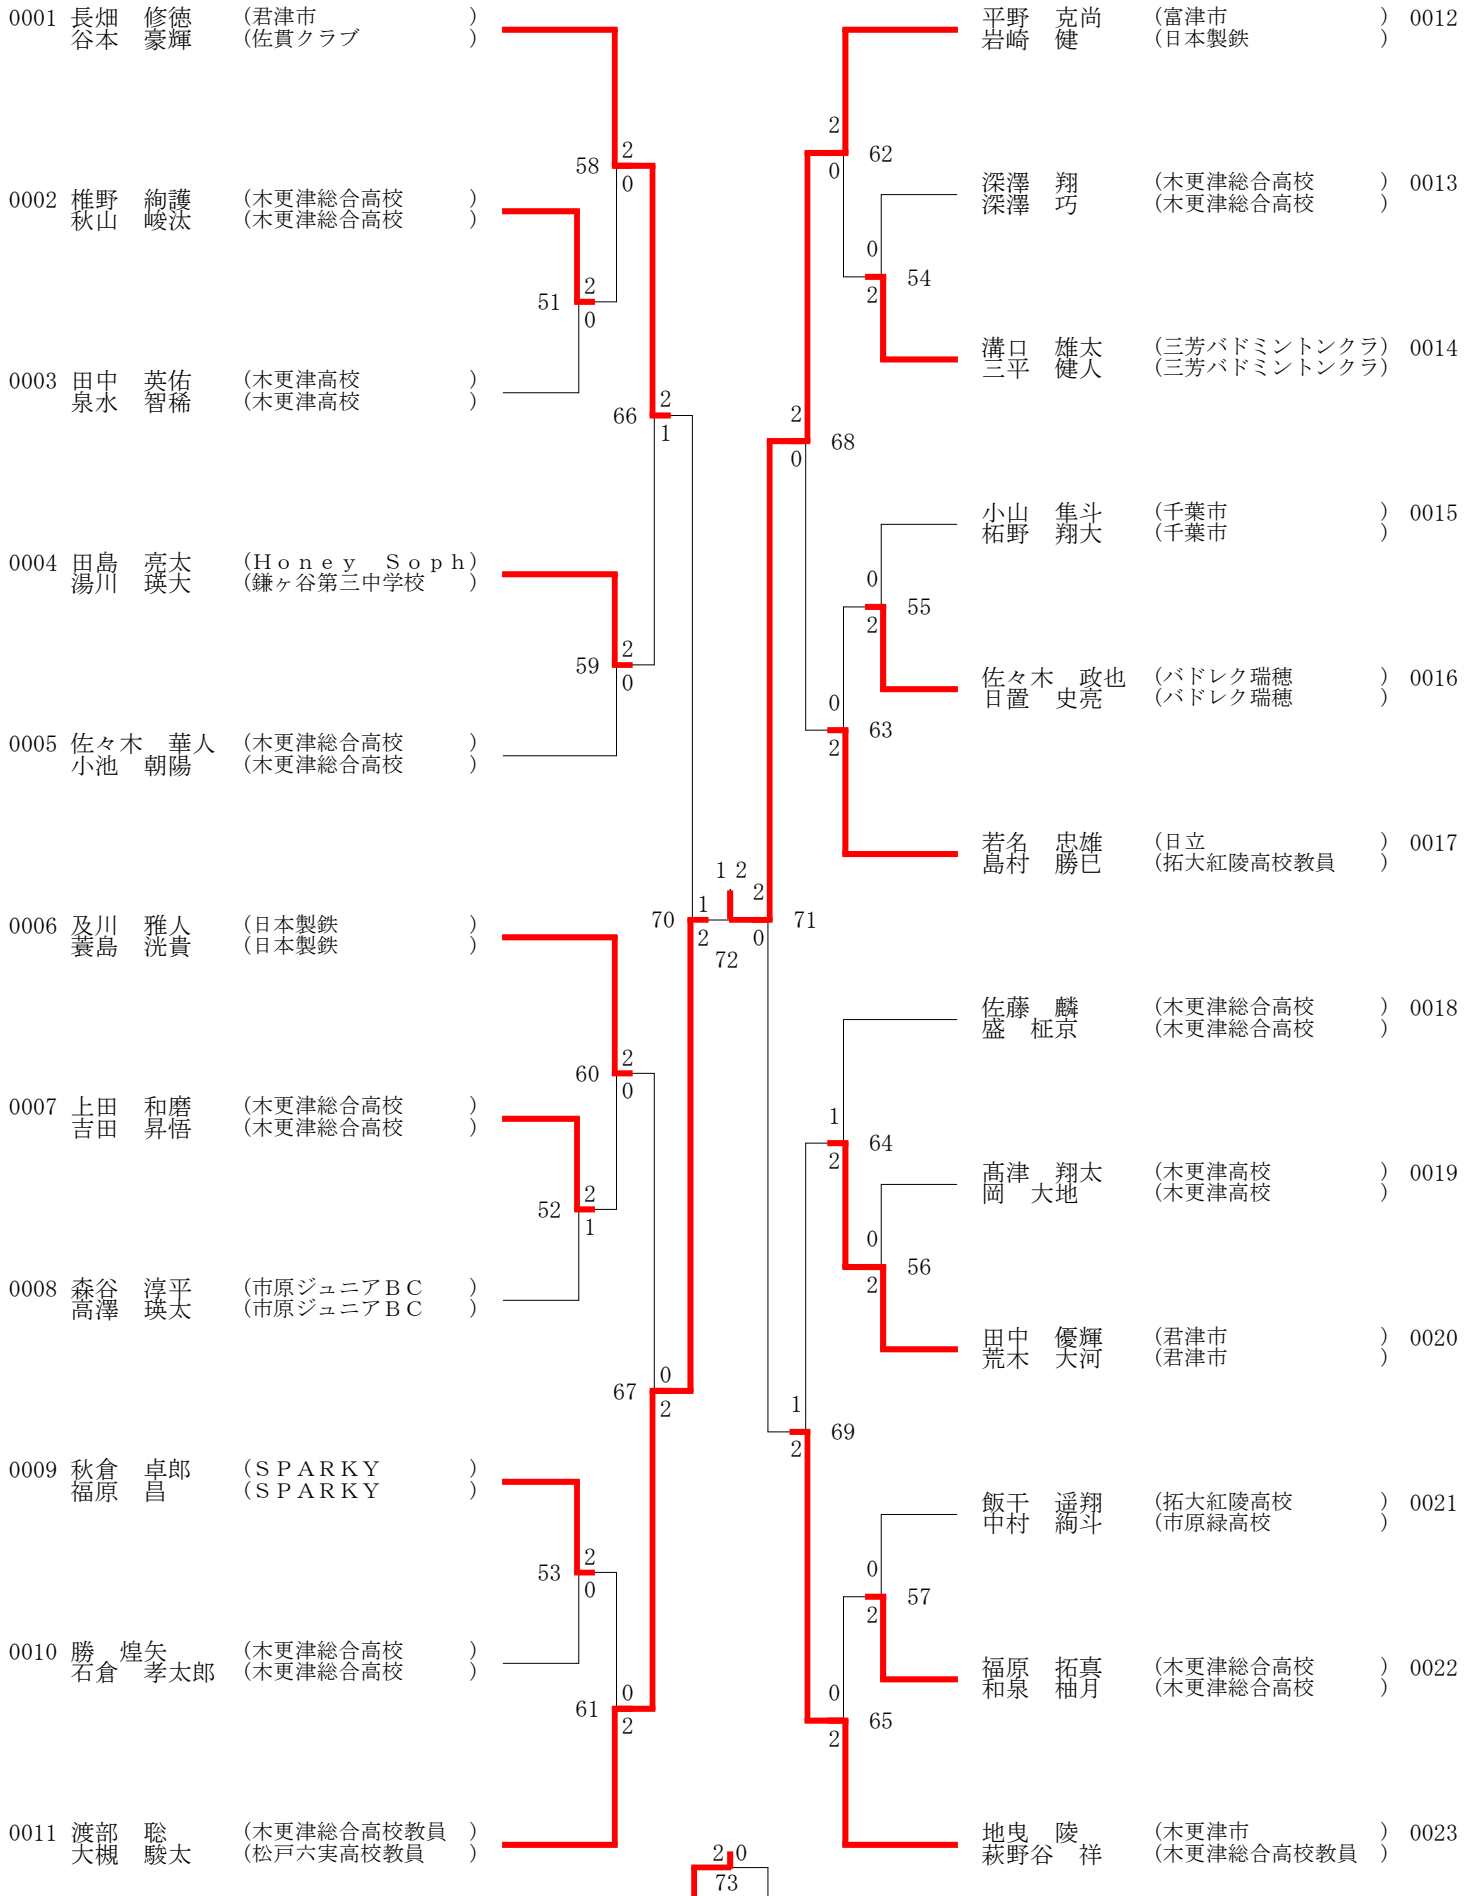 0001 長畑　修徳 (君津市 )
谷本　豪輝 (佐貫クラブ )
58 2
0
0002 椎野　絢護 (木更津総合高校 )
秋山　峻汰 (木更津総合高校 )
51 2
0
0003 田中　英佑 (木更津高校 )
泉水　智稀 (木更津高校 )
66 2
1
0004 田島　亮太 (Ｈｏｎｅｙ　Ｓｏｐｈ)
湯川　瑛大 (鎌ヶ谷第三中学校 )
59 2
0
0005 佐々木　華人 (木更津総合高校 )
小池　朝陽 (木更津総合高校 )
70 1
2
0006 及川　雅人 (日本製鉄 )
蓑島　洸貴 (日本製鉄 )
60 2
0
0007 上田　和磨 (木更津総合高校 )
吉田　昇悟 (木更津総合高校 )
52 2
1
0008 森谷　淳平 (市原ジュニアＢＣ )
高澤　瑛太 (市原ジュニアＢＣ )
67 0
2
0009 秋倉　卓郎 (ＳＰＡＲＫＹ )
福原　昌 (ＳＰＡＲＫＹ )
53 2
0
0010 勝　煌矢 (木更津総合高校 )
石倉　孝太郎 (木更津総合高校 )
61 0
2
0011 渡部　聡 (木更津総合高校教員 )
大槻　駿太 (松戸六実高校教員 )
1 2
72
2 0
73
平野　克尚 (富津市 ) 0012
岩崎　健 (日本製鉄 )
2
0 62
深澤　翔 (木更津総合高校 ) 0013
深澤　巧 (木更津総合高校 )
0
2 54
溝口　雄太 (三芳バドミントンクラ) 0014
三平　健人 (三芳バドミントンクラ)
2
0 68
小山　隼斗 (千葉市 ) 0015
柘野　翔大 (千葉市 )
0
2 55
佐々木　政也 (バドレク瑞穂 ) 0016
日置　史亮 (バドレク瑞穂 )
0
2 63
若名　忠雄 (日立 ) 0017
島村　勝巳 (拓大紅陵高校教員 )
2
0 71
佐藤　麟 (木更津総合高校 ) 0018
盛　柾京 (木更津総合高校 )
1
2 64
髙津　翔太 (木更津高校 ) 0019
岡　大地 (木更津高校 )
0
2 56
田中　優輝 (君津市 ) 0020
荒木　大河 (君津市 )
1
2 69
飯干　遥翔 (拓大紅陵高校 ) 0021
中村　絢斗 (市原緑高校 )
0
2 57
福原　拓真 (木更津総合高校 ) 0022
和泉　柚月 (木更津総合高校 )
0
2 65
地曳　陵 (木更津市 ) 0023
萩野谷　祥 (木更津総合高校教員 )